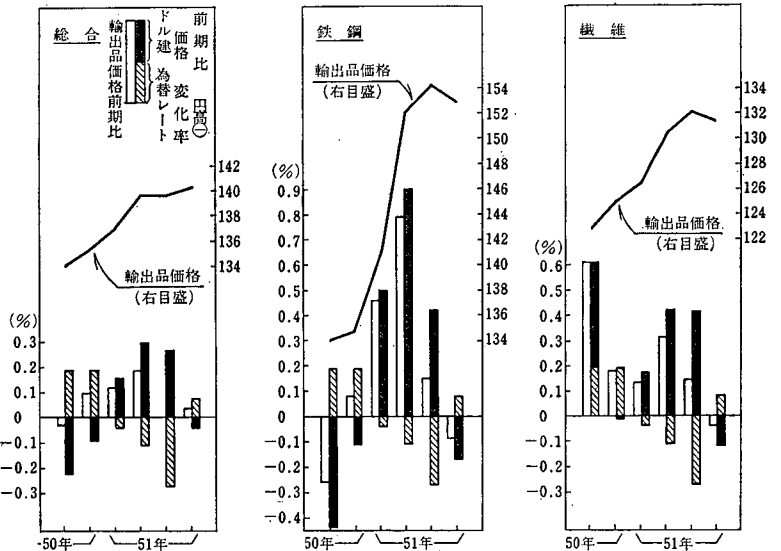 総合
前期比
ドル建価格
為替レート変化率
円高㊀
輸出品価格前期比
142
140
138
136
134
輸出品価格
(右目盛)
(%)
0.3
0.2
0.1
0
-0.1
-0.2
-0.3
50年
51年
鉄鋼
輸出品価格
(右目盛)
154
152
150
148
146
144
142
140
138
136
134
(%)
0.9
0.8
0.7
0.6
0.5
0.4
0.3
0.2
0.1
0
-0.1
-0.2
-0.3
-0.4
50年
51年
繊維
134
132
130
128
126
124
122
輸出品価格
(右目盛)
(%)
0.6
0.5
0.4
0.3
0.2
0.1
0
-0.1
-0.2
-0.3
50年
51年